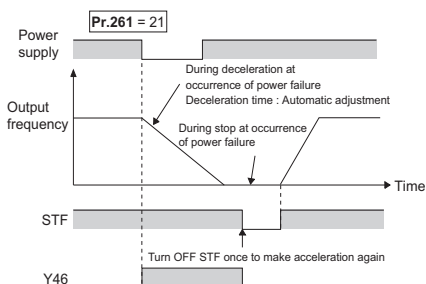 Pr.261 = 21
Power
supply
During deceleration at
occurrence of power failure
Deceleration time : Automatic adjustment
Output
frequency
During stop at occurrence
of power failure
Time
STF
Turn OFF STF once to make acceleration again
Y46